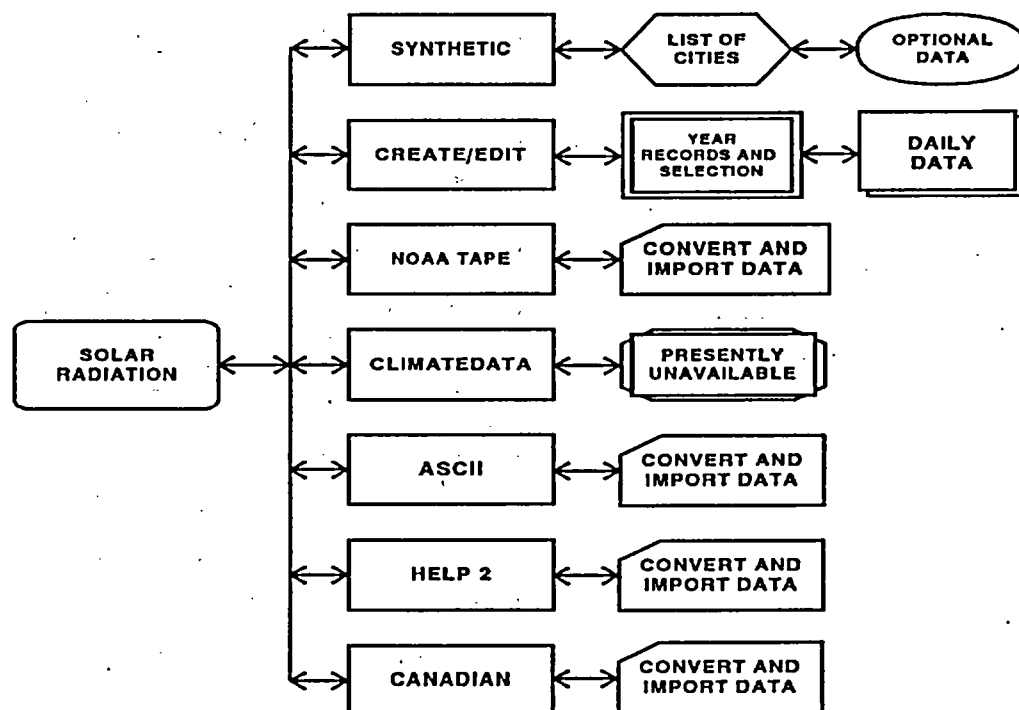 SYNTHETIC
LIST OF
CITIES
OPTIONAL
DATA
CREATE/EDIT
YEAR
RECORDS AND
SELECTION
DAILY
DATA
NOAA TAPE
CONVERT AND
IMPORT DATA
SOLAR
RADIATION
CLIMATEDATA
PRESENTLY
UNAVAILABLE
ASCII
CONVERT AND
IMPORT DATA
HELP 2
CONVERT AND
IMPORT DATA
CANADIAN
CONVERT AND
IMPORT DATA